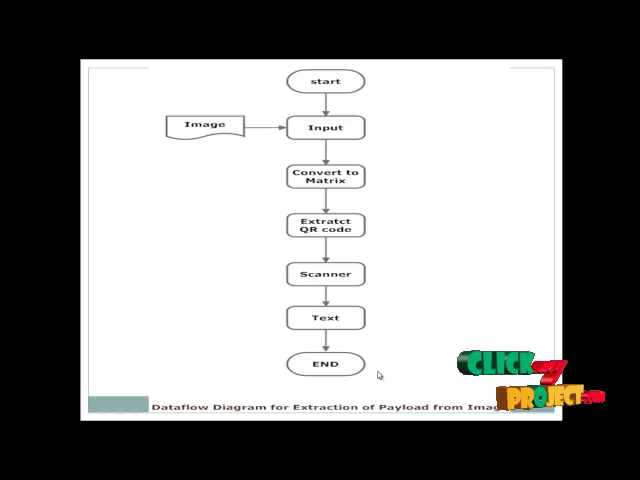 start
Image
Input
Convert to
Matrix
Extratct
QR code
Scanner
Text
END
Dataflow Diagram for Extraction of Payload from
CLICK
PROJECT